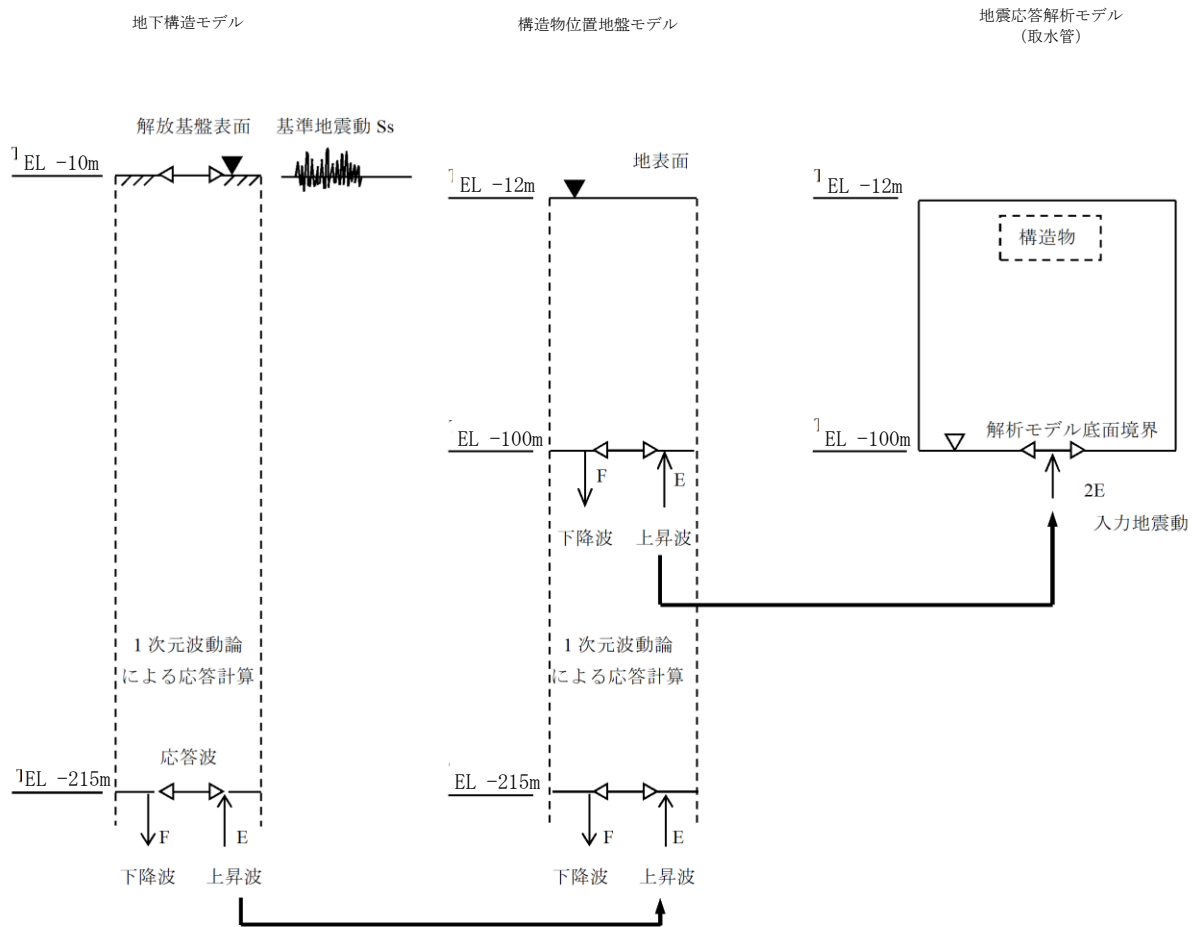 地下構造モデル
構造物位置地盤モデル
地震応答解析モデル
（取水管）
解放基盤表面
基準地震動 Ss
EL -10m
地表面
EL -12m
EL -12m
構造物
EL -100m
F
E
下降波
上昇波
EL -100m
解析モデル底面境界
2E
入力地震動
1 次元波動論
による応答計算
1 次元波動論
による応答計算
応答波
EL -215m
F
E
下降波
上昇波
EL -215m
F
E
下降波
上昇波